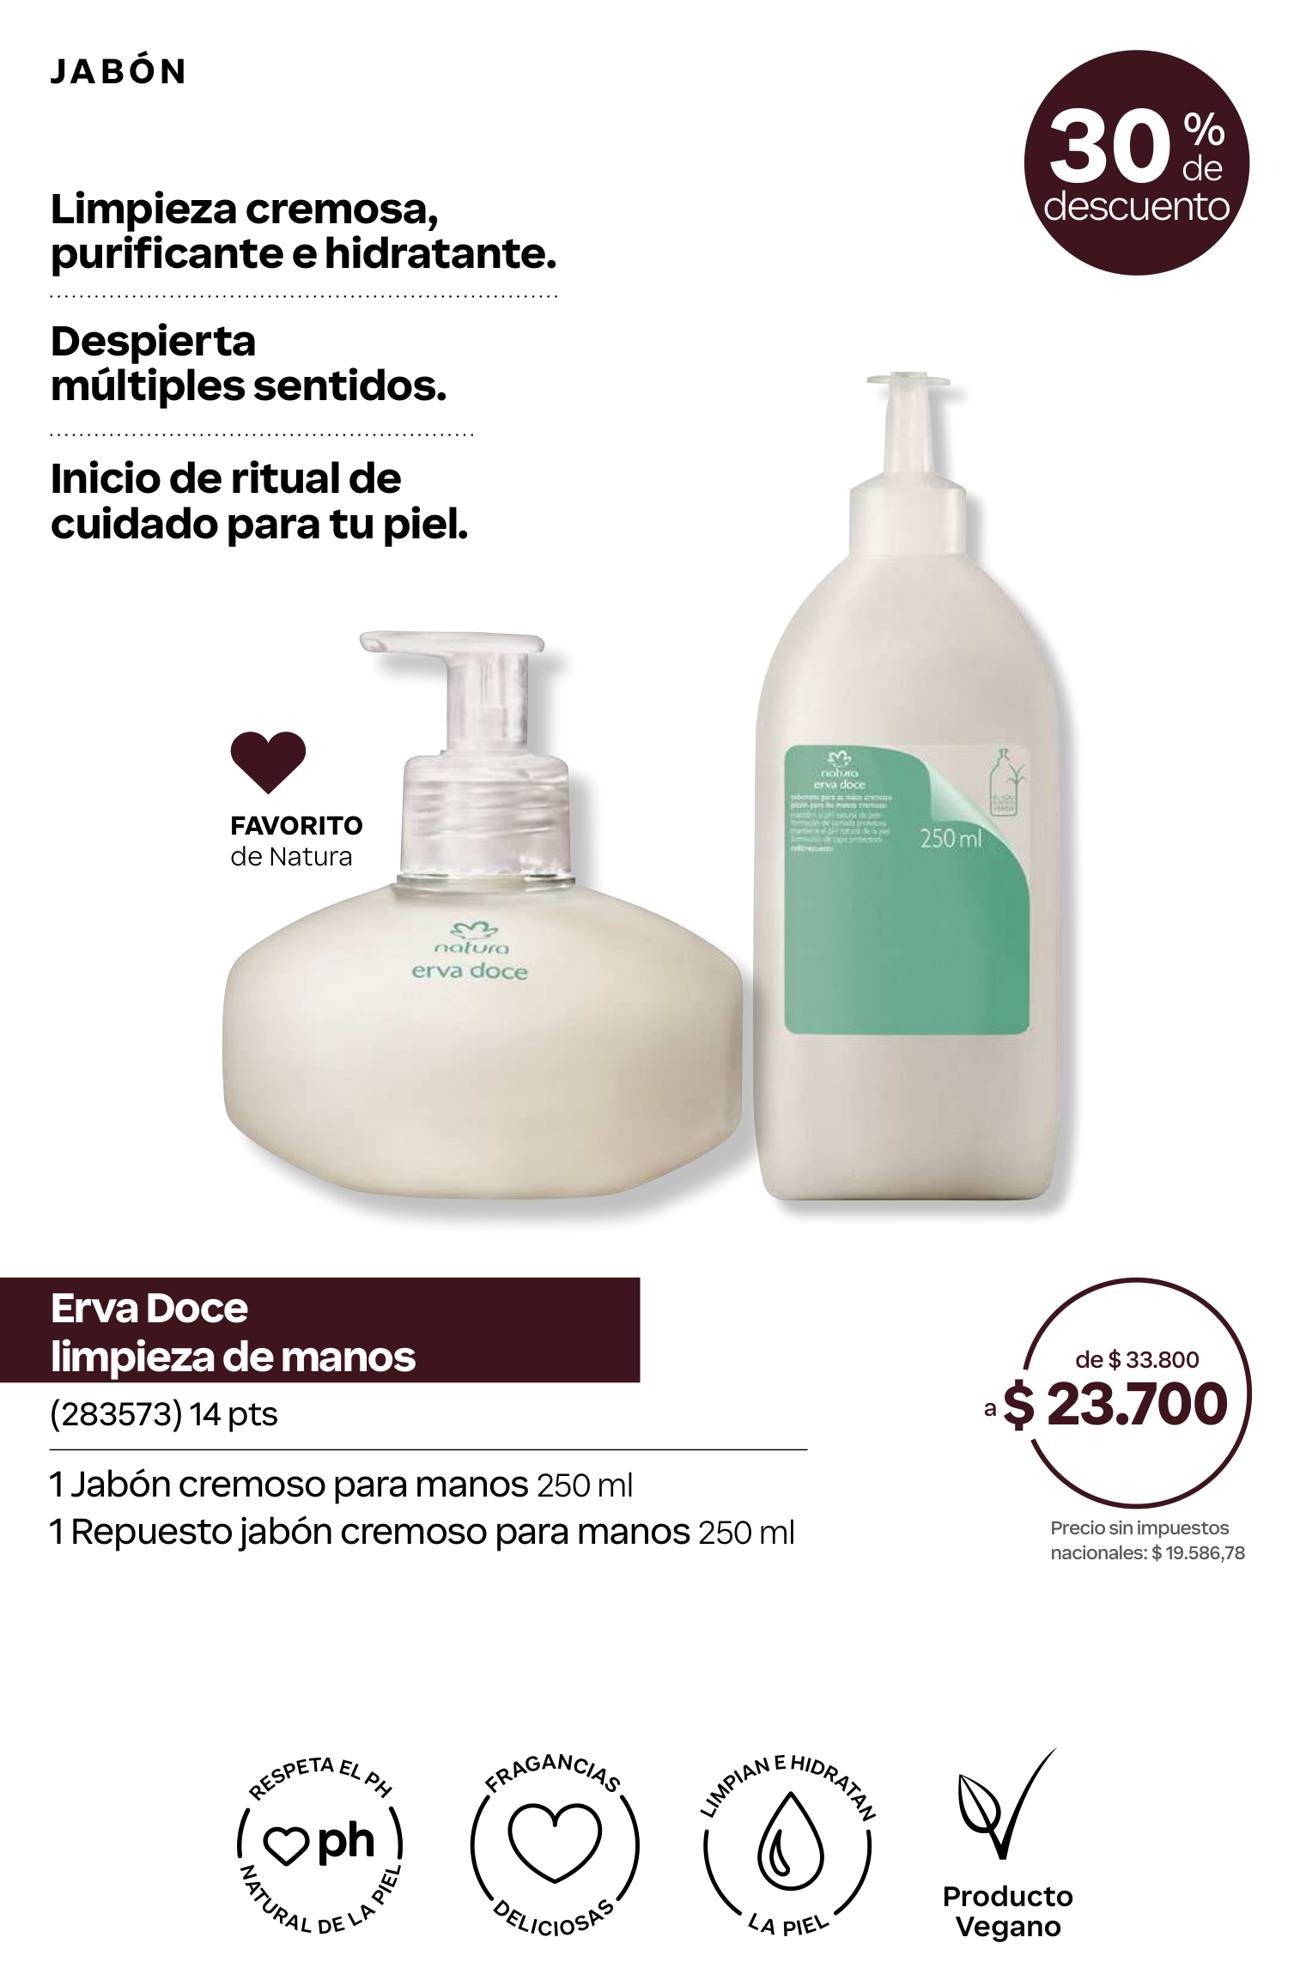 JABÓN
30 %
de
descuento
Limpieza cremosa,
purificante e hidratante.
Despierta
múltiples sentidos.
Inicio de ritual de
cuidado para tu piel.
FAVORITO
de Natura
natura
erva doce
natura
erva doce
250 ml
Erva Doce
limpieza de manos
(283573) 14 pts
1 Jabón cremoso para manos 250 ml
1 Repuesto jabón cremoso para manos 250 ml
de $ 33.800
a $ 23.700
Precio sin impuestos
nacionales: $ 19.586,78
RESPETA EL PH
ph
NATURAL DE LA PIEL
FRAGANCIAS
DELICIOSAS
LIMPIAN E HIDRATAN
LA PIEL
Producto
Vegano